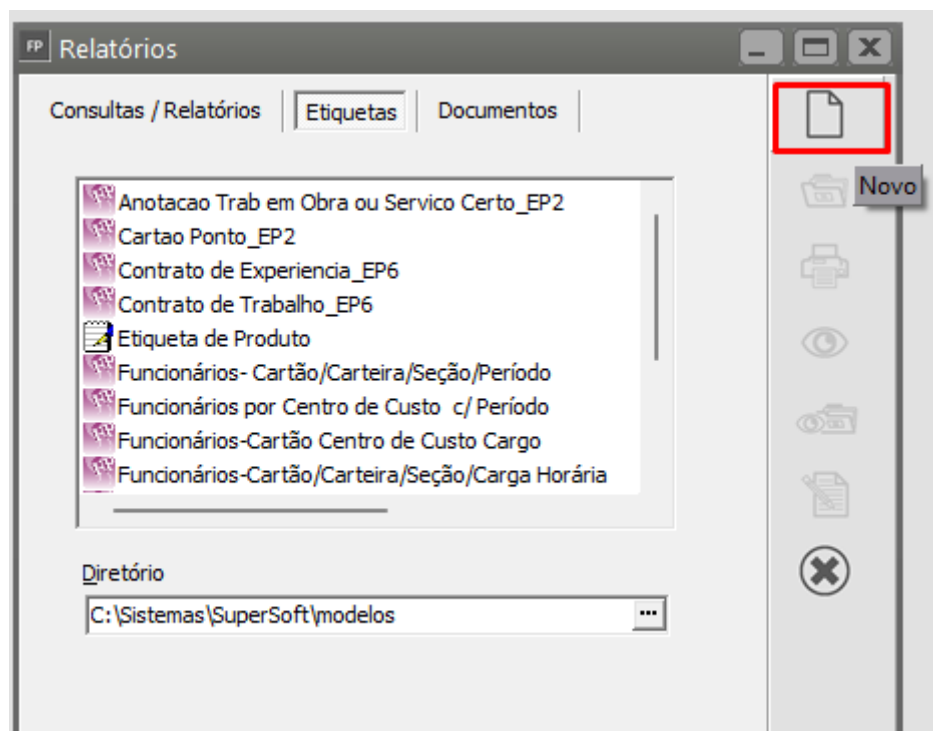 FP Relatórios
Consultas / Relatórios Etiquetas Documentos
Novo
Anotacao Trab em Obra ou Servico Certo_EP2
Cartao Ponto_EP2
Contrato de Experiencia_EP6
Contrato de Trabalho_EP6
Etiqueta de Produto
Funcionários- Cartão/Carteira/Seção/Período
Funcionários por Centro de Custo c/ Período
Funcionários-Cartão Centro de Custo Cargo
Funcionários-Cartão/Carteira/Seção/Carga Horária
Diretório
C:\Sistemas\SuperSoft\modelos ...